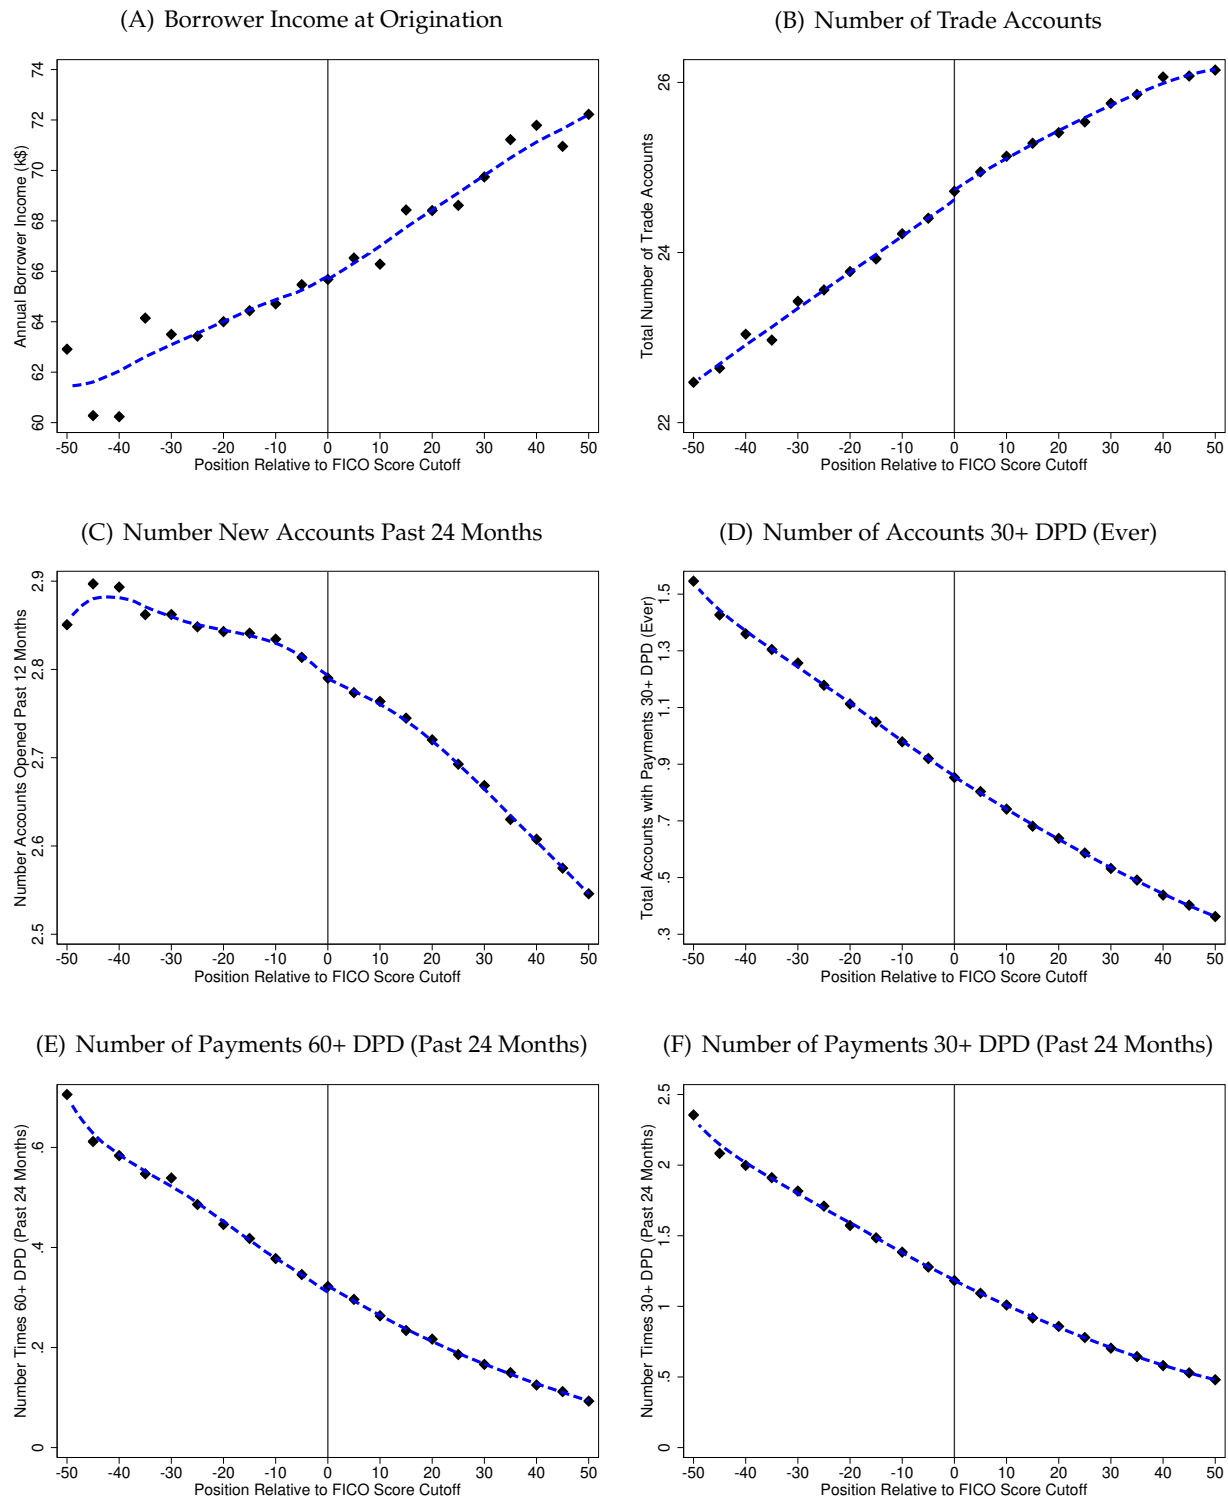 (A) Borrower Income at Origination
Annual Borrower Income (k$)
74
72
70
68
66
64
62
60
-50 -40 -30 -20 -10 0 10 20 30 40 50
Position Relative to FICO Score Cutoff
(B) Number of Trade Accounts
Total Number of Trade Accounts
26
24
22
-50 -40 -30 -20 -10 0 10 20 30 40 50
Position Relative to FICO Score Cutoff
(C) Number New Accounts Past 24 Months
Number Accounts Opened Past 12 Months
2.9
2.8
2.7
2.6
2.5
-50 -40 -30 -20 -10 0 10 20 30 40 50
Position Relative to FICO Score Cutoff
(D) Number of Accounts 30+ DPD (Ever)
Total Accounts with Payments 30+ DPD (Ever)
1.5
1.3
1.1
.9
.7
.5
.3
-50 -40 -30 -20 -10 0 10 20 30 40 50
Position Relative to FICO Score Cutoff
(E) Number of Payments 60+ DPD (Past 24 Months)
Number Times 60+ DPD (Past 24 Months)
.6
.4
.2
0
-50 -40 -30 -20 -10 0 10 20 30 40 50
Position Relative to FICO Score Cutoff
(F) Number of Payments 30+ DPD (Past 24 Months)
Number Times 30+ DPD (Past 24 Months)
2.5
2
1.5
1
.5
0
-50 -40 -30 -20 -10 0 10 20 30 40 50
Position Relative to FICO Score Cutoff